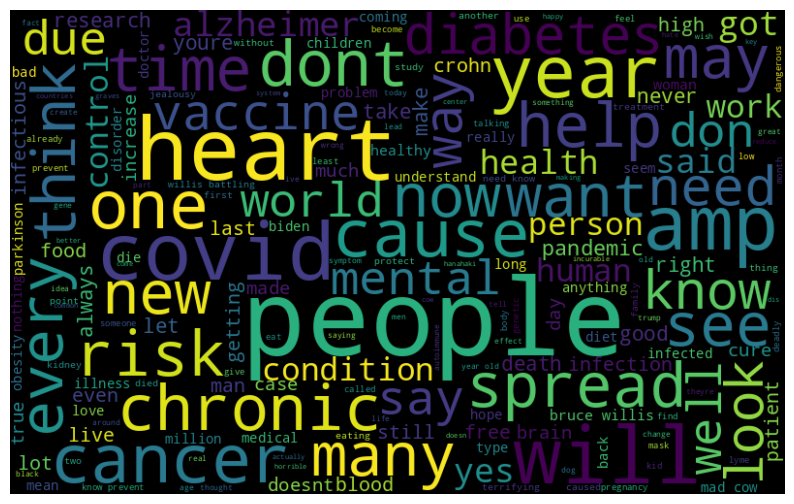 research
alzheimer
coming
another
use
happy
feel
diabetes
high
got
fact
due
doctor
youre
without
become
children
may
bad
think
time
dont
crohn
year
study
key
wish
dangerous
countries
create
graves
jealousy
problem
system
today
woman
never
work
infectious
control
disorder
increase
vaccine
take
make
way
center
talking
something
treatment
really
help
don
great
already
prevent
heart
wrong
lead
least
healthy
health
seem
said
low
month
much
understand
need know
making
parkinson
gene
willis battling
first
one
world
now
want
need
amp
food
better
last
biden
covid
cause
person
pandemic
die
symptom
protect
hanahaki
long
incurable
old
right
thing
idea
point
someone
always
new
made
mental
human
anything
know
see
nothing
every
let
getting
people
day
family
tell
men
body
diet
good
trump
deadly
obesity
kidney
risk
eat
saying
effect
year old
death
infection
infected
cure
true
illness
died
give
condition
spread
well
look
patient
even
man
case
chronic
say
bruce willis
find
love
around
called
hope
live
million
medical
eating
still
free
brain
type
back
change
mask
lyme
black
lot
two
real
actually
many
life
doesn
will
kid
mean
know prevent
cancer
age thought
horrible
doesnt
blood
yes
terrifying
dog
caused
pregnancy
mad cow
autoimmune